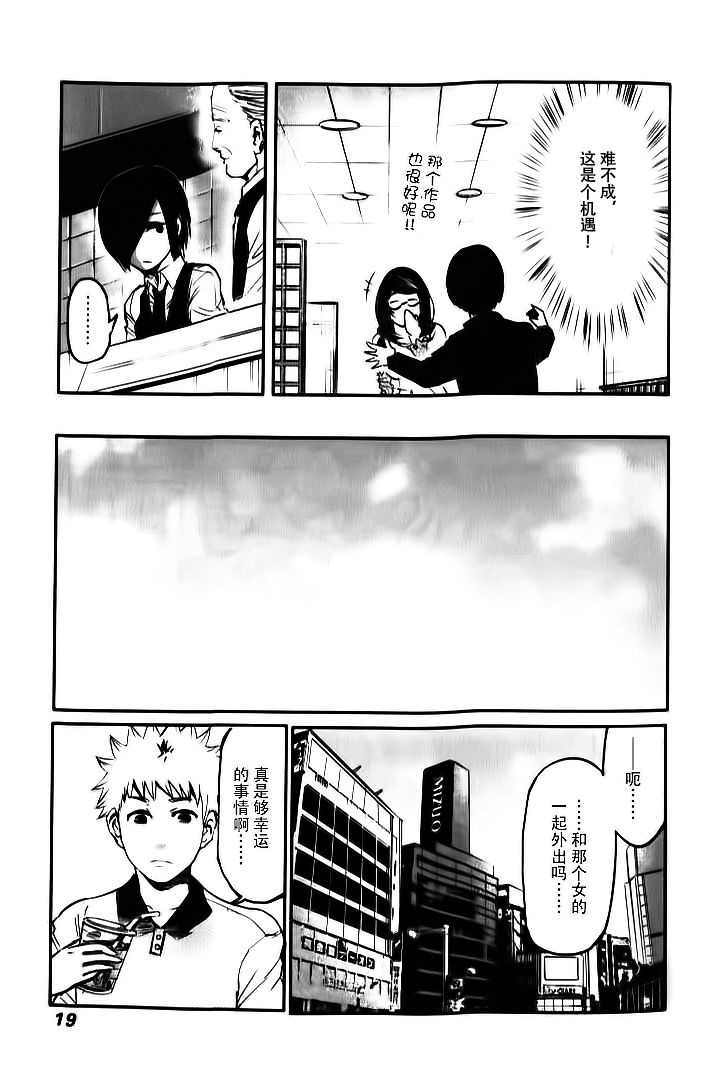 难不成，
这是个机遇！
那个作品
也很好呢!!
………
——呃……
……和那个女的
一起外出吗……
MIZUO
真是够幸运
的事情啊……
19